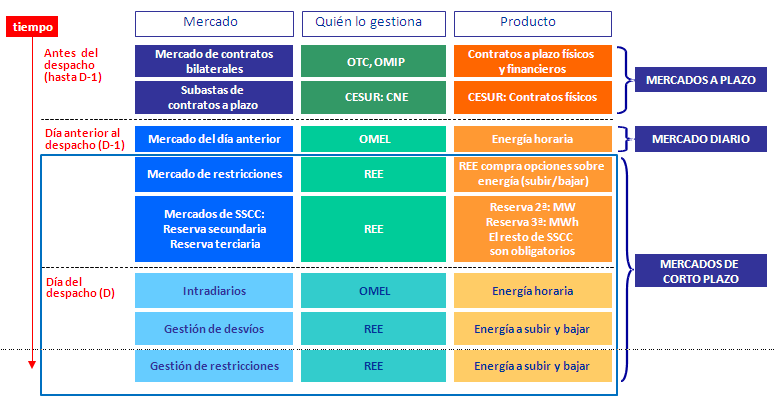 tiempo
Mercado
Quién lo gestiona
Producto
Antes del
despacho
(hasta D-1)
Mercado de contratos
bilaterales
OTC, OMIP
Contratos a plazo físicos
y financieros
Subastas de
contratos a plazo
CESUR: CNE
CESUR: Contratos físicos
MERCADOS A PLAZO
Día anterior al
despacho (D-1)
Mercado del día anterior
OMEL
Energía horaria
MERCADO DIARIO
Mercado de restricciones
REE
REE compra opciones sobre
energía (subir/bajar)
Mercados de SSCC:
Reserva secundaria
Reserva terciaria
REE
Reserva 2ª: MW
Reserva 3ª: MWh
El resto de SSCC
son obligatorios
MERCADOS DE
CORTO PLAZO
Día del
despacho (D)
Intradiarios
OMEL
Energía horaria
Gestión de desvíos
REE
Energía a subir y bajar
Gestión de restricciones
REE
Energía a subir y bajar